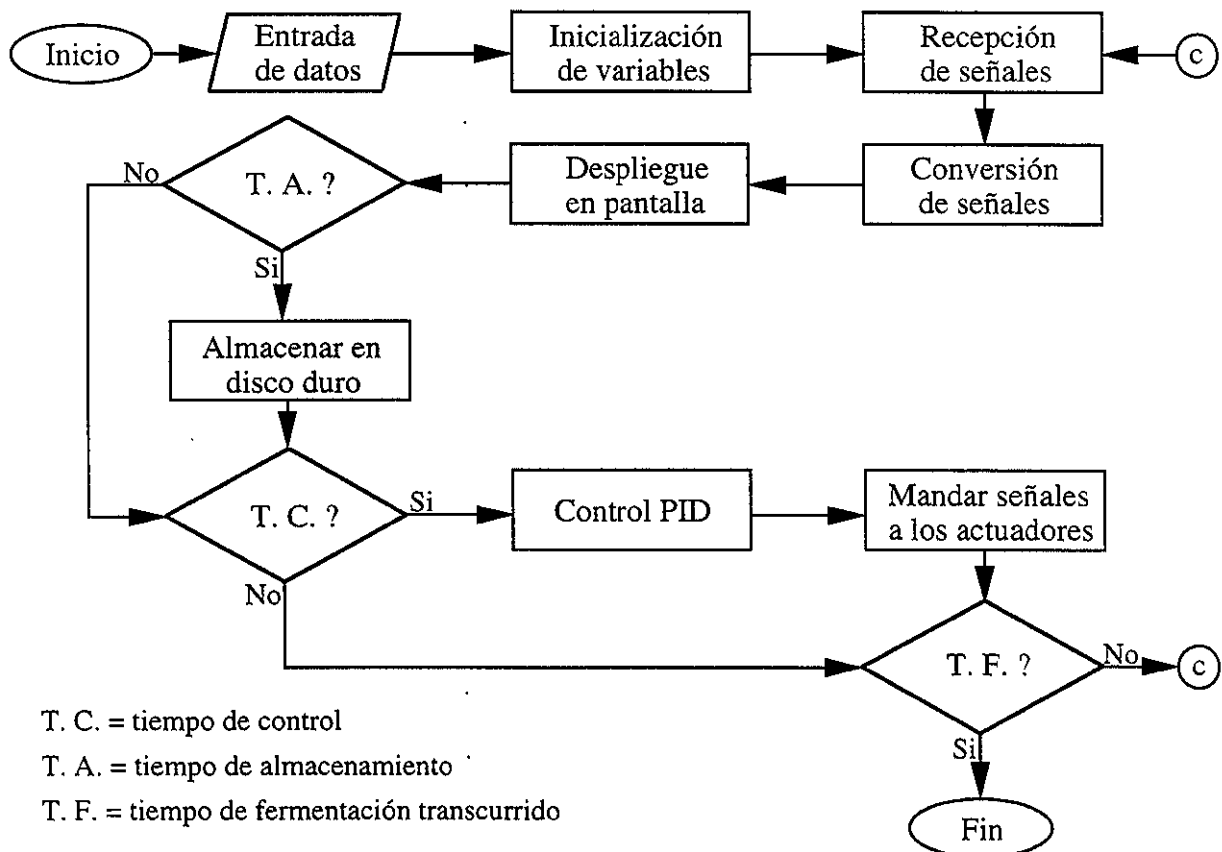 Inicio
Entrada
de datos
Inicialización
de variables
Recepción
de señales
c
No
T. A. ?
Despliegue
en pantalla
Conversión
de señales
Si
Almacenar en
disco duro
T. C. ?
Si
Control PID
Mandar señales
a los actuadores
No
T. F. ?
No
c
T. C. = tiempo de control
T. A. = tiempo de almacenamiento
T. F. = tiempo de fermentación transcurrido
Si
Fin